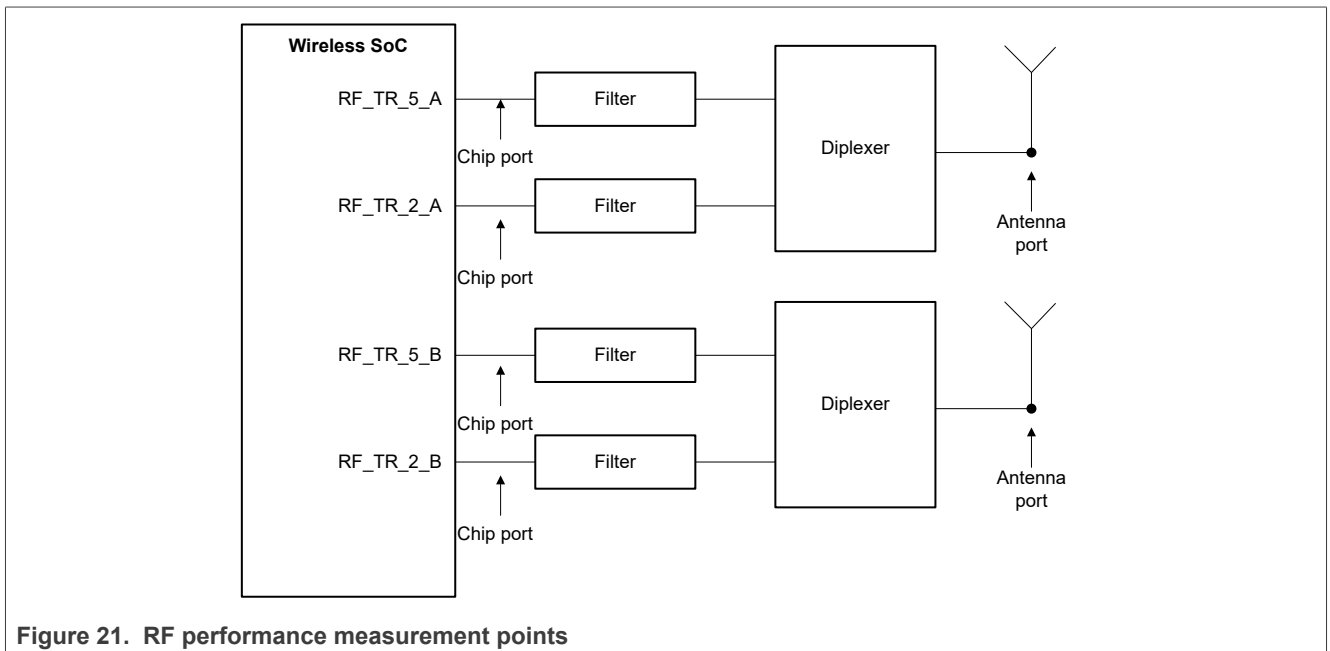 Wireless SoC
RF_TR_5_A
Chip port
Filter
RF_TR_2_A
Chip port
Filter
Diplexer
Antenna
port
RF_TR_5_B
Chip port
Filter
RF_TR_2_B
Chip port
Filter
Diplexer
Antenna
port
Figure 21. RF performance measurement points